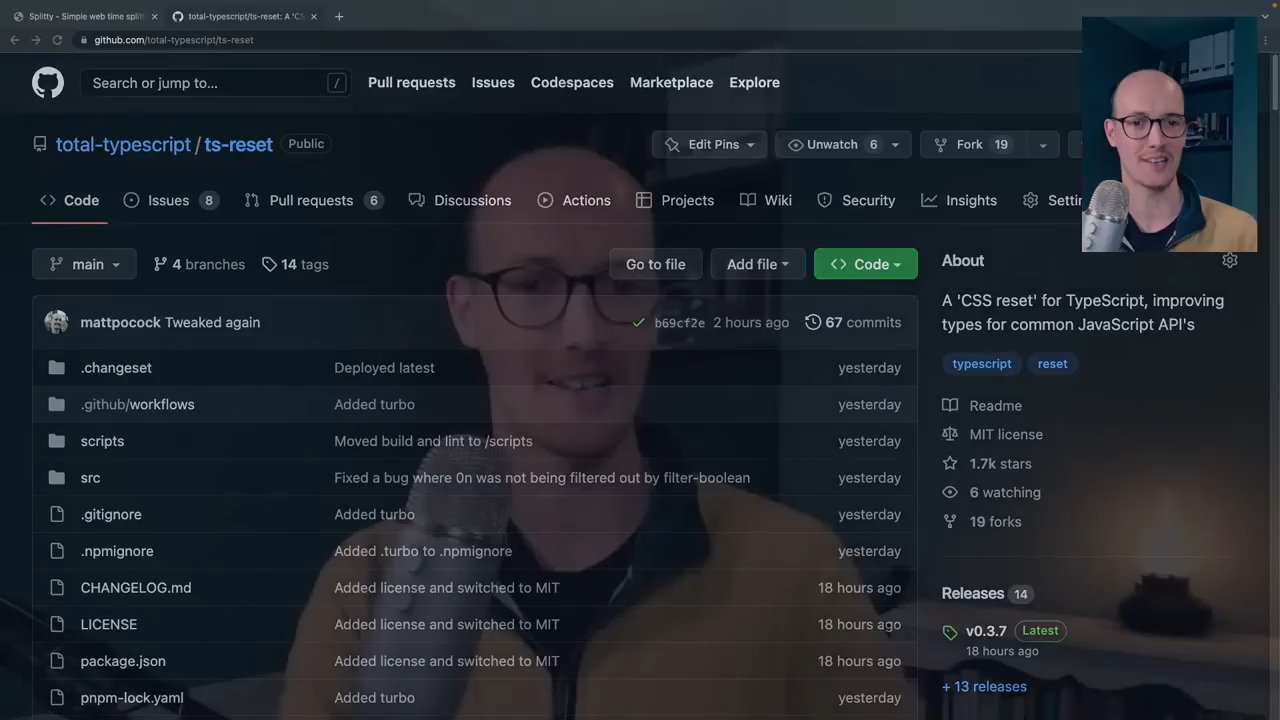 Splitty - Simple web time split
total-typescript/ts-reset: A 'CS
github.com/total-typescript/ts-reset
Search or jump to... /
Pull requests
Issues
Codespaces
Marketplace
Explore
total-typescript / ts-reset
Public
Edit Pins
Unwatch 6
Fork 19
Code
Issues 8
Pull requests 6
Discussions
Actions
Projects
Wiki
Security
Insights
Setti
main
4 branches
14 tags
Go to file
Add file
Code
mattpocock Tweaked again
b69cf2e 2 hours ago
67 commits
.changeset Deployed latest yesterday
.github/workflows Added turbo yesterday
scripts Moved build and lint to /scripts yesterday
src Fixed a bug where 0n was not being filtered out by filter-boolean yesterday
.gitignore Added turbo yesterday
.npmignore Added .turbo to .npmignore yesterday
CHANGELOG.md Added license and switched to MIT 18 hours ago
LICENSE Added license and switched to MIT 18 hours ago
package.json Added license and switched to MIT 18 hours ago
pnpm-lock.yaml Added turbo yesterday
About
A 'CSS reset' for TypeScript, improving
types for common JavaScript API's
typescript
reset
Readme
MIT license
1.7k stars
6 watching
19 forks
Releases 14
v0.3.7 Latest
18 hours ago
+ 13 releases